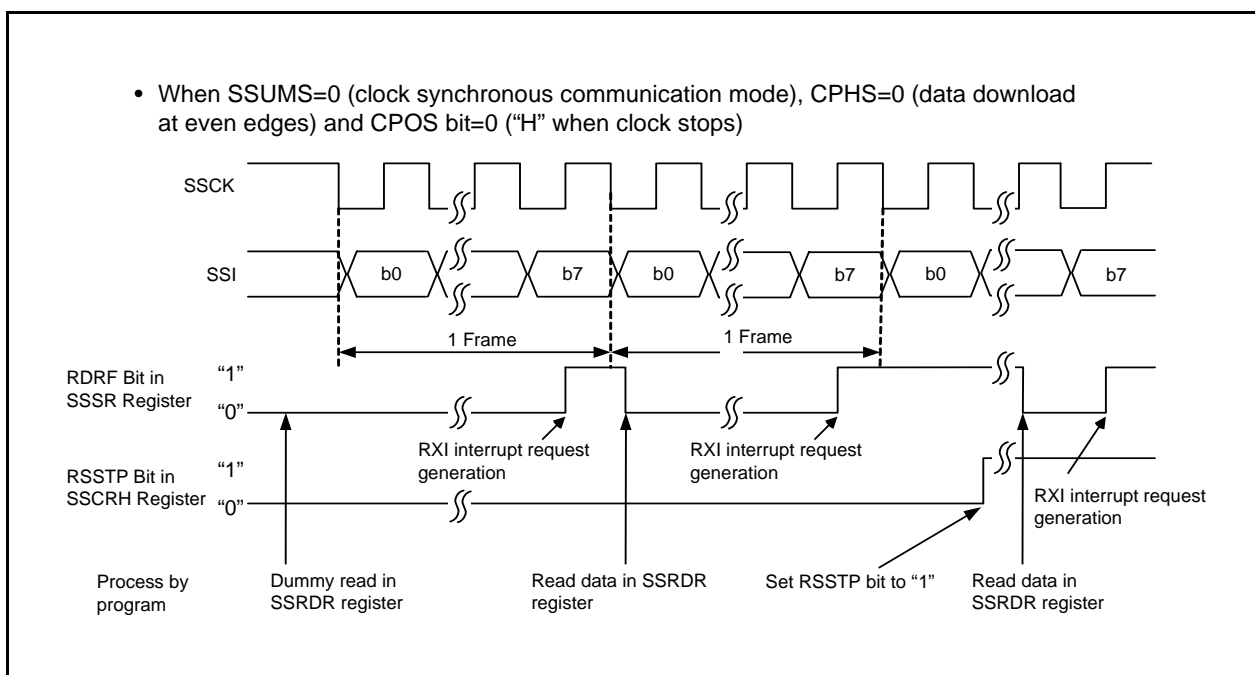 • When SSUMS=0 (clock synchronous communication mode), CPHS=0 (data download
at even edges) and CPOS bit=0 (“H” when clock stops)
SSCK
SSI
b0
b7
b0
b7
b0
b7
1 Frame
1 Frame
RDRF Bit in
SSSR Register
“1”
“0”
RXI interrupt request
generation
RXI interrupt request
generation
RSSTP Bit in
SSCRH Register
“1”
“0”
RXI interrupt request
generation
Process by
program
Dummy read in
SSRDR register
Read data in SSRDR
register
Set RSSTP bit to “1”
Read data in
SSRDR register